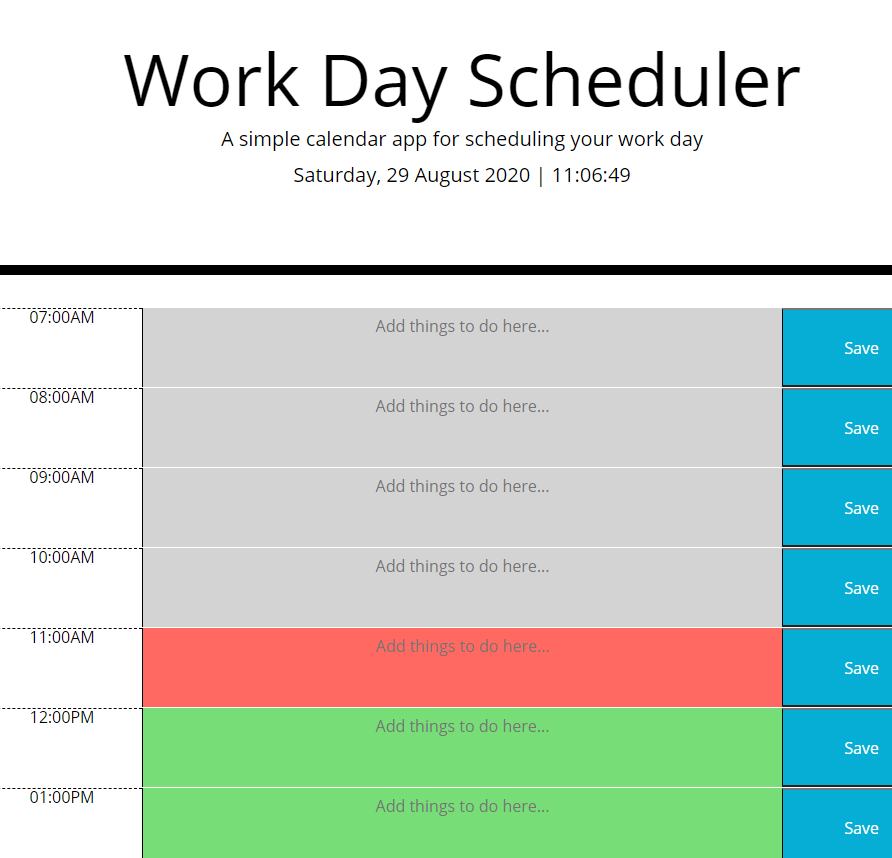 Work Day Scheduler
A simple calendar app for scheduling your work day
Saturday, 29 August 2020 | 11:06:49
07:00AM Add things to do here... Save
08:00AM Add things to do here... Save
09:00AM Add things to do here... Save
10:00AM Add things to do here... Save
11:00AM Add things to do here... Save
12:00PM Add things to do here... Save
01:00PM Add things to do here... Save